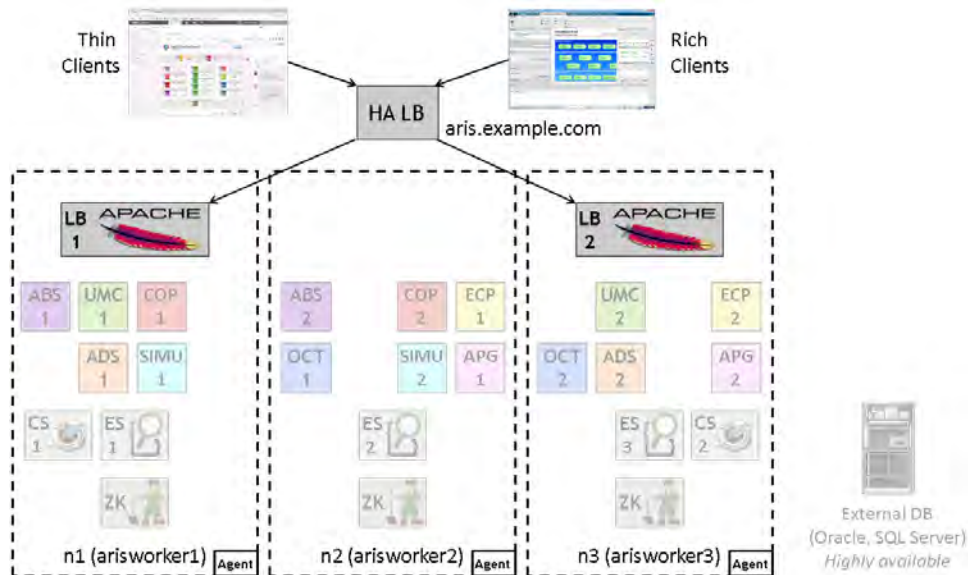 Thin
Clients
Rich
Clients
HA LB
aris.example.com
LB
1
APACHE
LB
2
APACHE
ABS
1
UMC
1
COP
1
ABS
2
COP
2
ECP
1
UMC
2
ECP
2
ADS
1
SIMU
1
OCT
1
SIMU
2
APG
1
OCT
2
ADS
2
APG
2
CS
1
ES
1
ES
2
ES
3
CS
2
ZK
ZK
ZK
External DB
(Oracle, SQL Server)
Highly available
n1 (arisworker1)
Agent
n2 (arisworker2)
Agent
n3 (arisworker3)
Agent